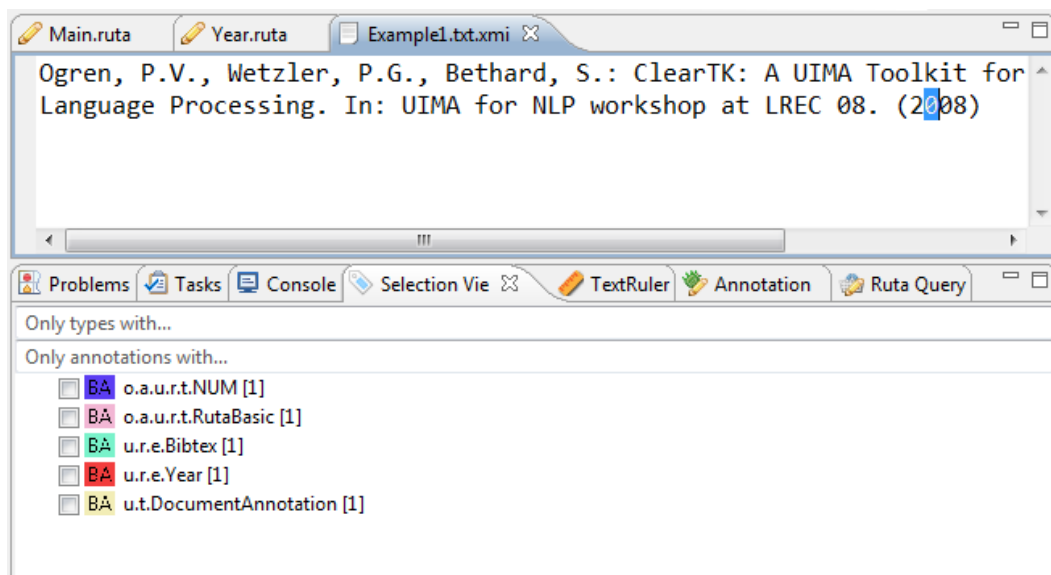 Main.ruta Year.ruta Example1.txt.xmi
Ogren, P.V., Wetzler, P.G., Bethard, S.: ClearTK: A UIMA Toolkit for
Language Processing. In: UIMA for NLP workshop at LREC 08. (2008)
Problems Tasks Console Selection Vie TextRuler Annotation Ruta Query
Only types with...
Only annotations with...
BA o.a.u.r.t.NUM [1]
BA o.a.u.r.t.RutaBasic [1]
BA u.r.e.Bibtex [1]
BA u.r.e.Year [1]
BA u.t.DocumentAnnotation [1]